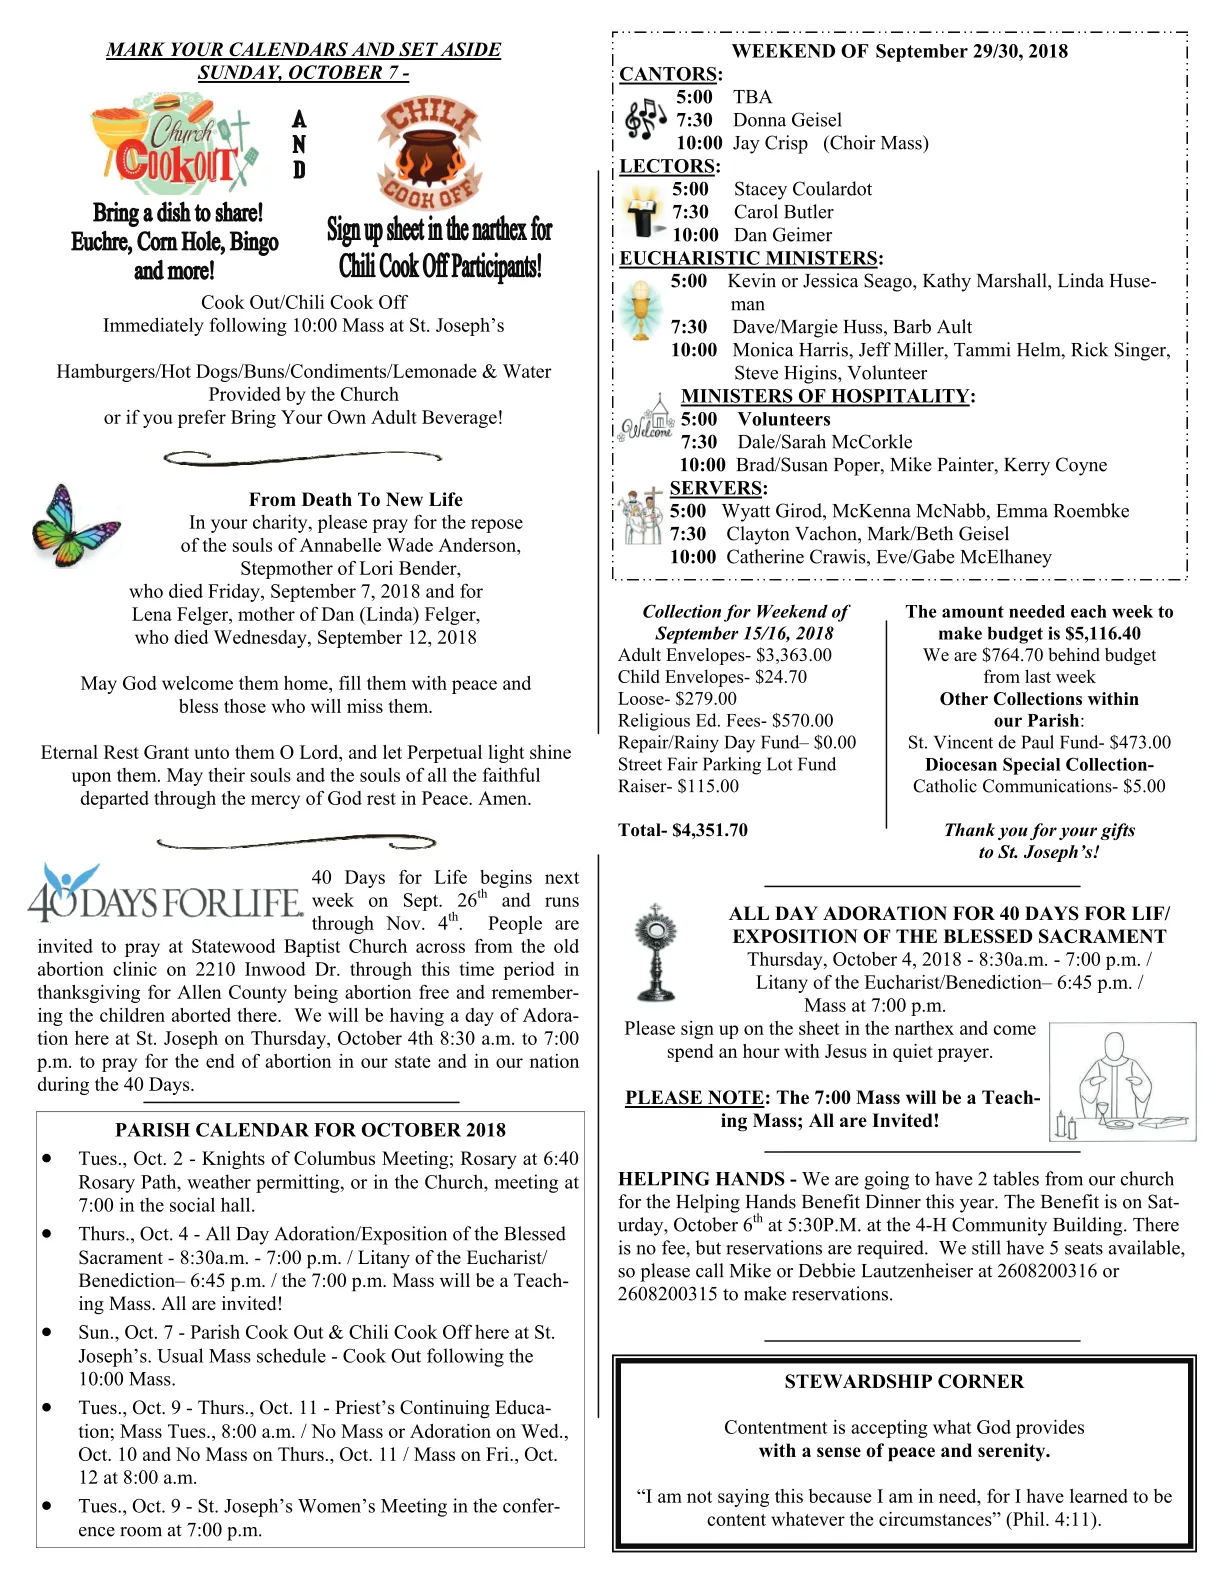 MARK YOUR CALENDARS AND SET ASIDE
SUNDAY, OCTOBER 7 -
Church
COOKOUT
A
N
D
CHILI
COOK OFF
Bring a dish to share!
Euchre, Corn Hole, Bingo
and more!
Sign up sheet in the narthex for
Chili Cook Off Participants!
Cook Out/Chili Cook Off
Immediately following 10:00 Mass at St. Joseph’s
Hamburgers/Hot Dogs/Buns/Condiments/Lemonade & Water
Provided by the Church
or if you prefer Bring Your Own Adult Beverage!
From Death To New Life
In your charity, please pray for the repose
of the souls of Annabelle Wade Anderson,
Stepmother of Lori Bender,
who died Friday, September 7, 2018 and for
Lena Felger, mother of Dan (Linda) Felger,
who died Wednesday, September 12, 2018
May God welcome them home, fill them with peace and
bless those who will miss them.
Eternal Rest Grant unto them O Lord, and let Perpetual light shine
upon them. May their souls and the souls of all the faithful
departed through the mercy of God rest in Peace. Amen.
40 DAYS FOR LIFE.
40 Days for Life begins next
week on Sept. 26th and runs
through Nov. 4th. People are
invited to pray at Statewood Baptist Church across from the old
abortion clinic on 2210 Inwood Dr. through this time period in
thanksgiving for Allen County being abortion free and remember-
ing the children aborted there. We will be having a day of Adora-
tion here at St. Joseph on Thursday, October 4th 8:30 a.m. to 7:00
p.m. to pray for the end of abortion in our state and in our nation
during the 40 Days.
PARISH CALENDAR FOR OCTOBER 2018
• Tues., Oct. 2 - Knights of Columbus Meeting; Rosary at 6:40
Rosary Path, weather permitting, or in the Church, meeting at
7:00 in the social hall.
• Thurs., Oct. 4 - All Day Adoration/Exposition of the Blessed
Sacrament - 8:30a.m. - 7:00 p.m. / Litany of the Eucharist/
Benediction– 6:45 p.m. / the 7:00 p.m. Mass will be a Teach-
ing Mass. All are invited!
• Sun., Oct. 7 - Parish Cook Out & Chili Cook Off here at St.
Joseph’s. Usual Mass schedule - Cook Out following the
10:00 Mass.
• Tues., Oct. 9 - Thurs., Oct. 11 - Priest’s Continuing Educa-
tion; Mass Tues., 8:00 a.m. / No Mass or Adoration on Wed.,
Oct. 10 and No Mass on Thurs., Oct. 11 / Mass on Fri., Oct.
12 at 8:00 a.m.
• Tues., Oct. 9 - St. Joseph’s Women’s Meeting in the confer-
ence room at 7:00 p.m.
WEEKEND OF September 29/30, 2018
CANTORS:
5:00 TBA
7:30 Donna Geisel
10:00 Jay Crisp (Choir Mass)
LECTORS:
5:00 Stacey Coulardot
7:30 Carol Butler
10:00 Dan Geimer
EUCHARISTIC MINISTERS:
5:00 Kevin or Jessica Seago, Kathy Marshall, Linda Huse-
man
7:30 Dave/Margie Huss, Barb Ault
10:00 Monica Harris, Jeff Miller, Tammi Helm, Rick Singer,
Steve Higins, Volunteer
MINISTERS OF HOSPITALITY:
Welcome
5:00 Volunteers
7:30 Dale/Sarah McCorkle
10:00 Brad/Susan Poper, Mike Painter, Kerry Coyne
SERVERS:
5:00 Wyatt Girod, McKenna McNabb, Emma Roembke
7:30 Clayton Vachon, Mark/Beth Geisel
10:00 Catherine Crawis, Eve/Gabe McElhaney
Collection for Weekend of
September 15/16, 2018
Adult Envelopes- $3,363.00
Child Envelopes- $24.70
Loose- $279.00
Religious Ed. Fees- $570.00
Repair/Rainy Day Fund– $0.00
Street Fair Parking Lot Fund
Raiser- $115.00
Total- $4,351.70
The amount needed each week to
make budget is $5,116.40
We are $764.70 behind budget
from last week
Other Collections within
our Parish:
St. Vincent de Paul Fund- $473.00
Diocesan Special Collection-
Catholic Communications- $5.00
Thank you for your gifts
to St. Joseph’s!
ALL DAY ADORATION FOR 40 DAYS FOR LIF/
EXPOSITION OF THE BLESSED SACRAMENT
Thursday, October 4, 2018 - 8:30a.m. - 7:00 p.m. /
Litany of the Eucharist/Benediction– 6:45 p.m. /
Mass at 7:00 p.m.
Please sign up on the sheet in the narthex and come
spend an hour with Jesus in quiet prayer.
PLEASE NOTE: The 7:00 Mass will be a Teach-
ing Mass; All are Invited!
HELPING HANDS - We are going to have 2 tables from our church
for the Helping Hands Benefit Dinner this year. The Benefit is on Sat-
urday, October 6th at 5:30P.M. at the 4-H Community Building. There
is no fee, but reservations are required. We still have 5 seats available,
so please call Mike or Debbie Lautzenheiser at 2608200316 or
2608200315 to make reservations.
STEWARDSHIP CORNER
Contentment is accepting what God provides
with a sense of peace and serenity.
“I am not saying this because I am in need, for I have learned to be
content whatever the circumstances” (Phil. 4:11).